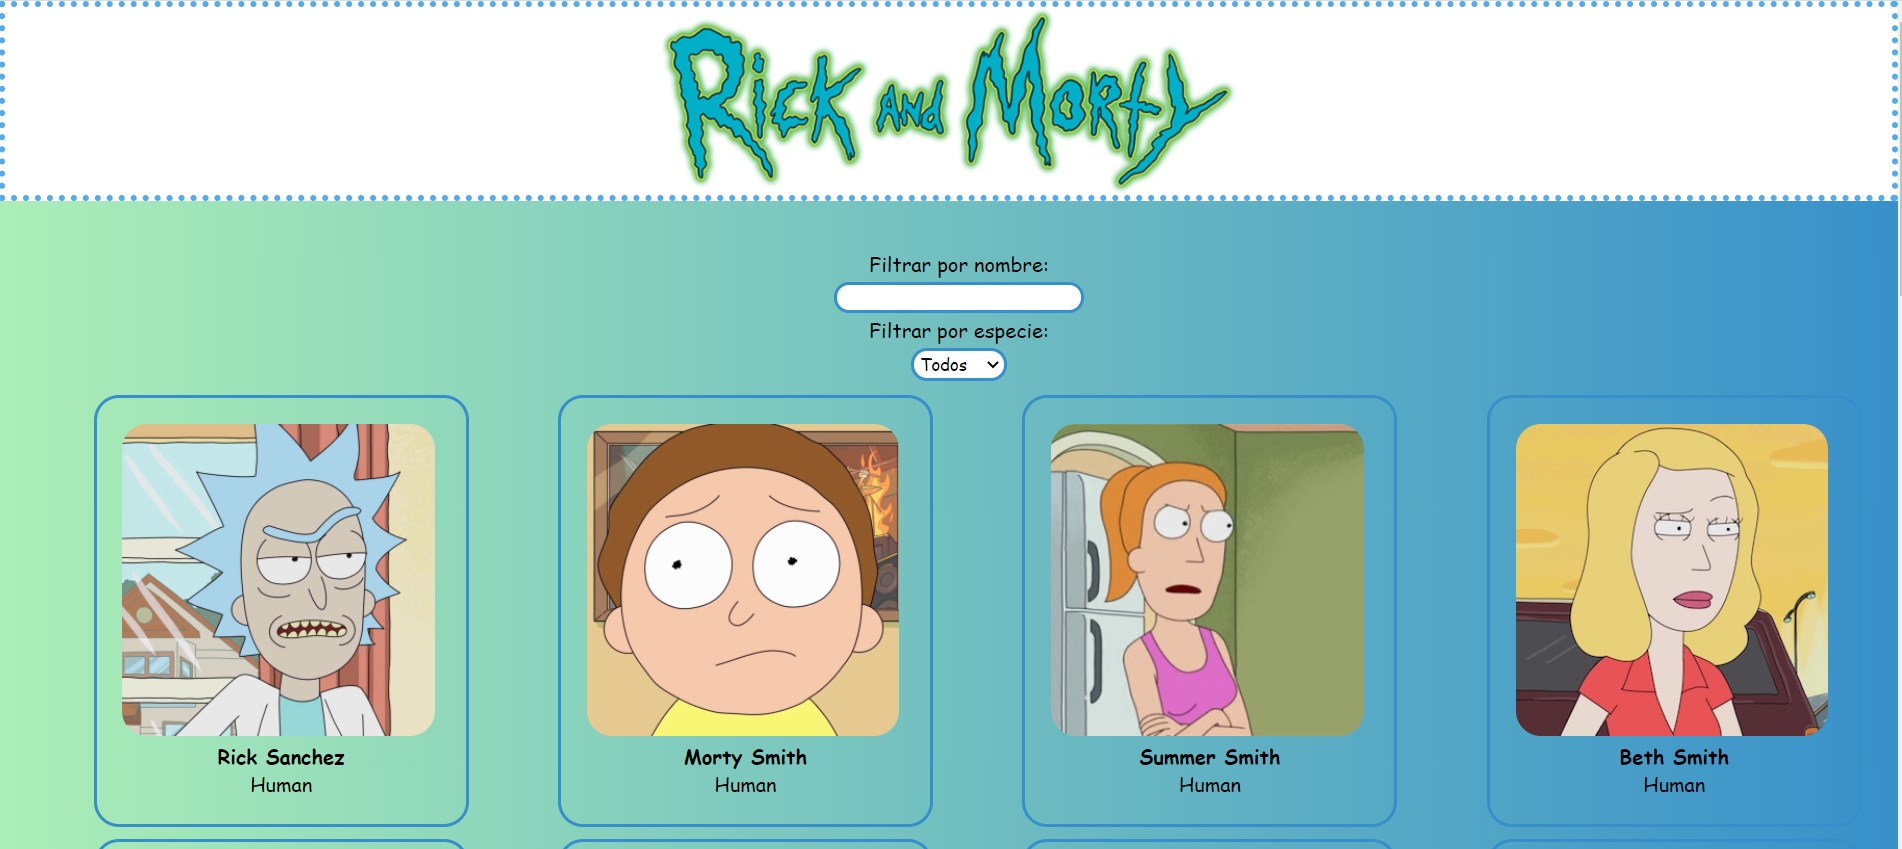 Rick and Morty
Filtrar por nombre:
Filtrar por especie:
Todos
Rick Sanchez
Human
Morty Smith
Human
Summer Smith
Human
Beth Smith
Human